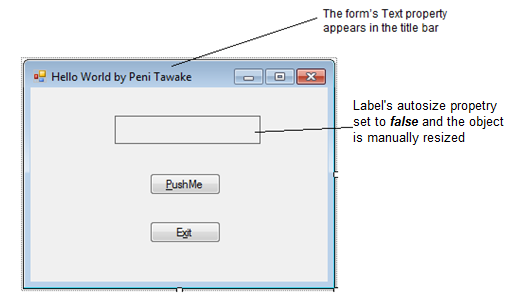 The form's Text property
appears in the title bar
Hello World by Peni Tawake
Label's autosize propetry
set to false and the object
is manually resized
PushMe
Exit